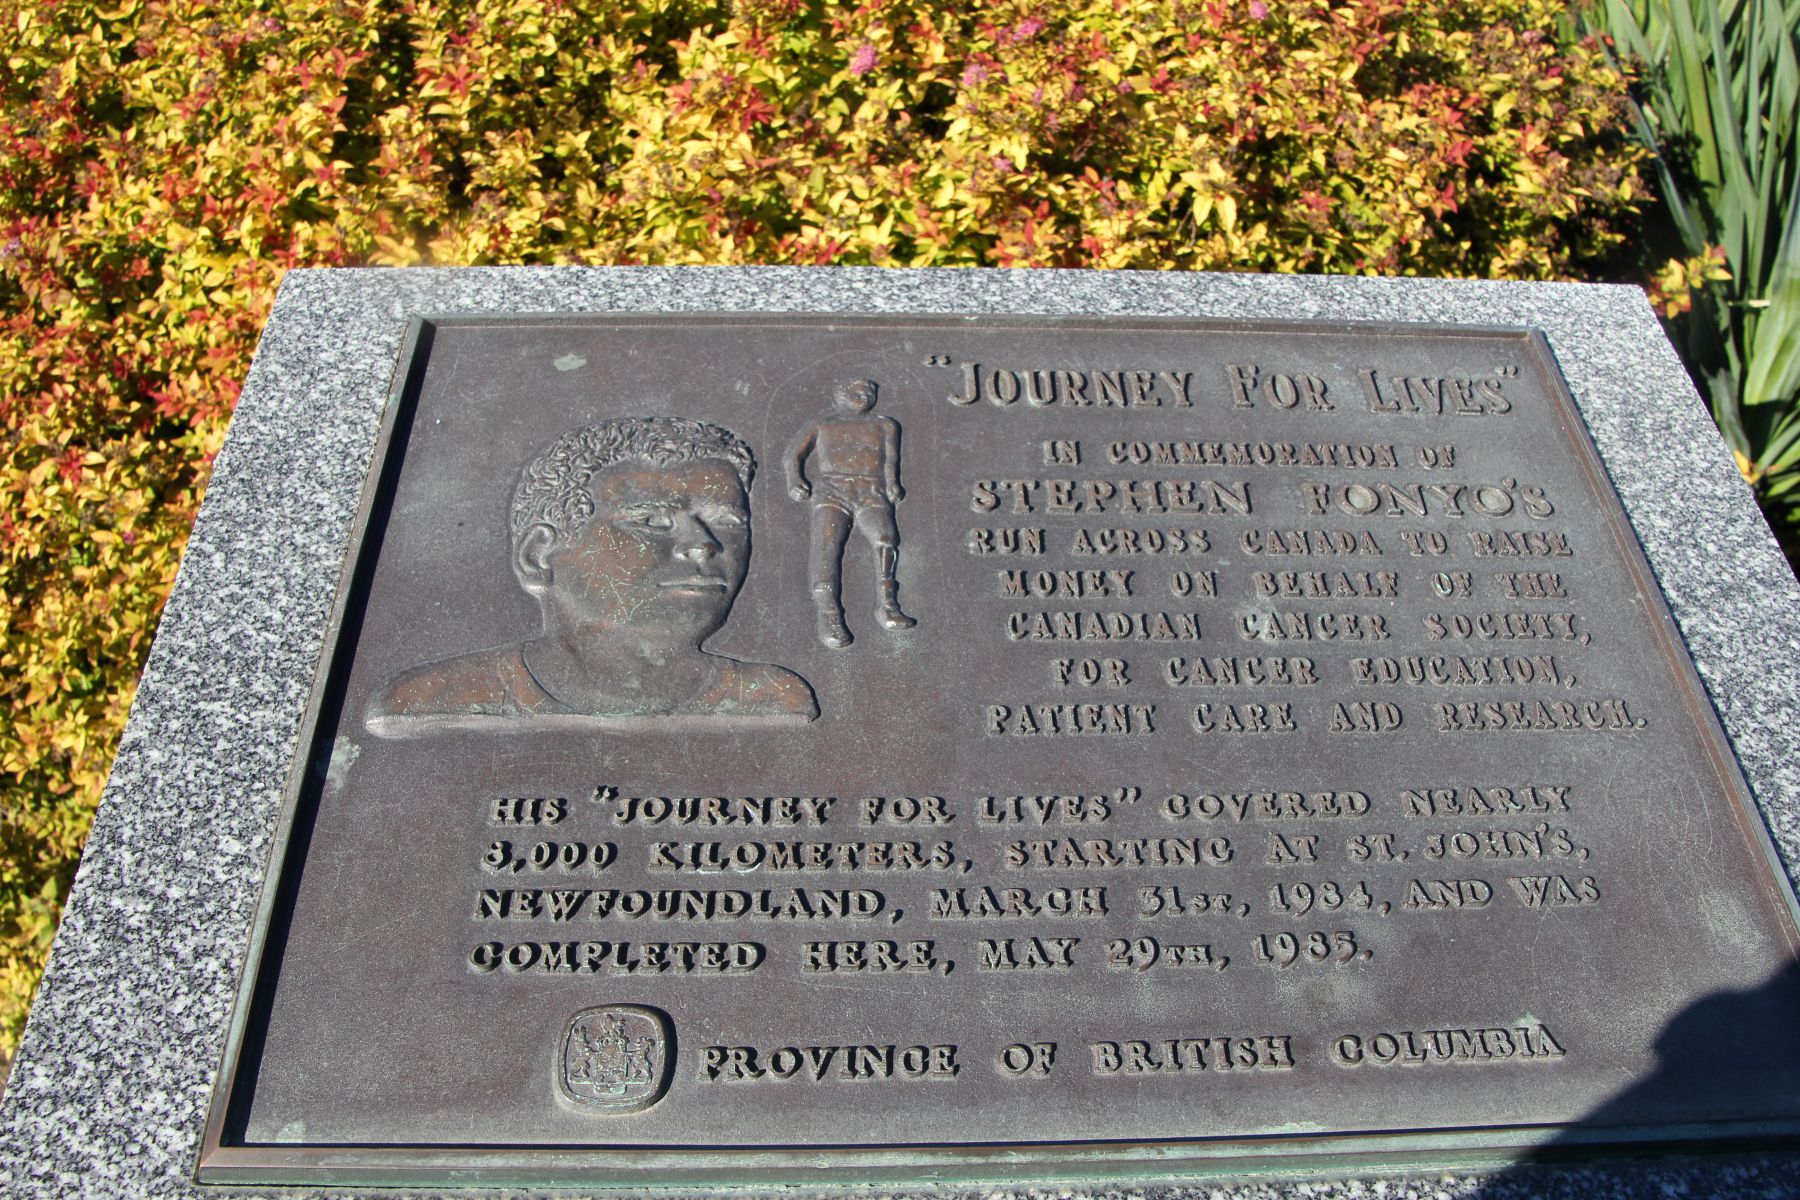 "JOURNEY FOR LIVES"
IN COMMEMORATION OF
STEPHEN FONYO'S
RUN ACROSS CANADA TO RAISE
MONEY ON BEHALF OF THE
CANADIAN CANCER SOCIETY,
FOR CANCER EDUCATION,
PATIENT CARE AND RESEARCH.
HIS "JOURNEY FOR LIVES" COVERED NEARLY
8,000 KILOMETERS, STARTING AT ST. JOHN'S,
NEWFOUNDLAND, MARCH 31ST, 1984, AND WAS
COMPLETED HERE, MAY 29TH, 1985.
PROVINCE OF BRITISH COLUMBIA